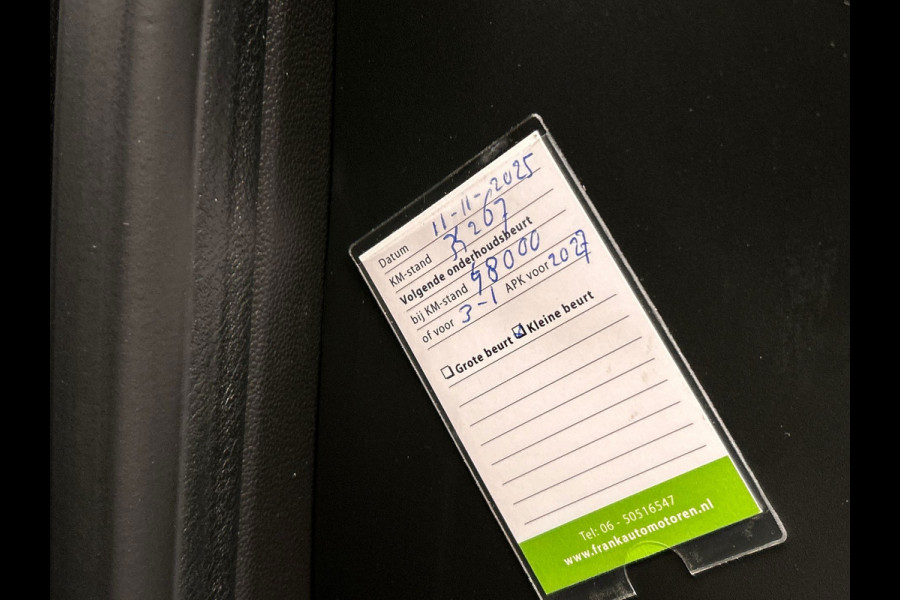 Datum 11-11-2025
KM-stand
Volgende onderhoudsbeurt
bij KM-stand 98000
of voor 3-1 APK voor 2027
Grote beurt Kleine beurt
Tel: 06 - 50516547
www.frankautomotoren.nl